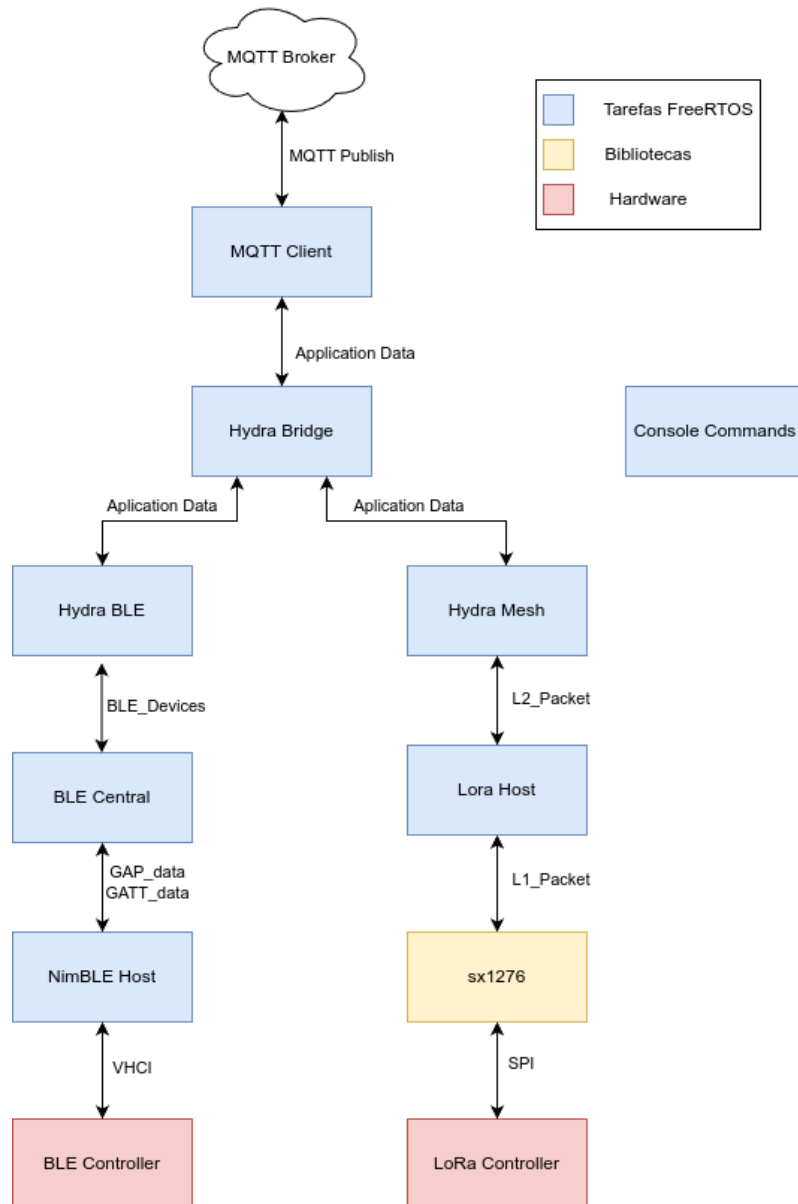 MQTT Broker
Tarefas FreeRTOS
Bibliotecas
Hardware
MQTT Publish
MQTT Client
Application Data
Hydra Bridge
Console Commands
Aplication Data
Aplication Data
Hydra BLE
Hydra Mesh
BLE_Devices
L2_Packet
BLE Central
Lora Host
GAP_data
GATT_data
L1_Packet
NimBLE Host
sx1276
VHCI
SPI
BLE Controller
LoRa Controller